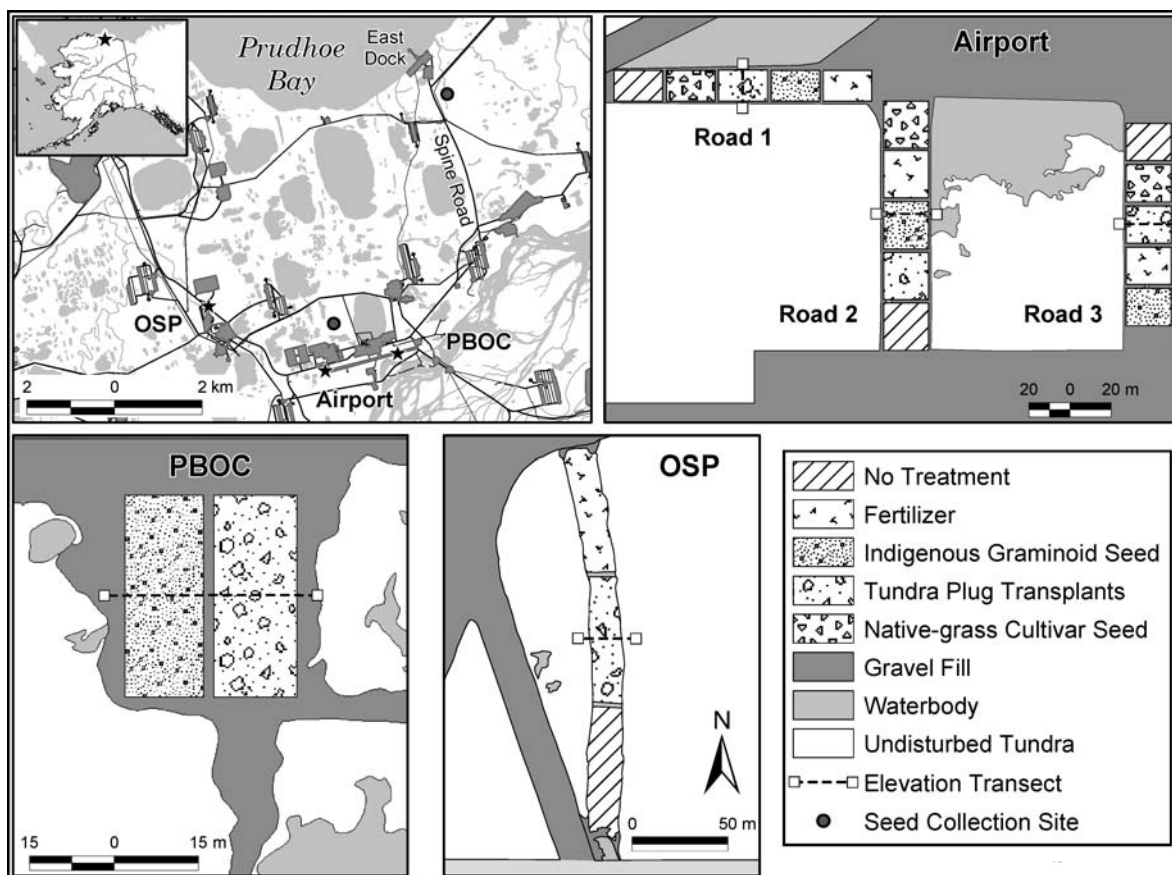 Prudhoe
Bay
East
Dock
Spine Road
OSP
PBOC
Airport
2 0 2 km
Airport
Road 1
Road 2
Road 3
20 0 20 m
PBOC
15 0 15 m
OSP
N
0 50 m
No Treatment
Fertilizer
Indigenous Graminoid Seed
Tundra Plug Transplants
Native-grass Cultivar Seed
Gravel Fill
Waterbody
Undisturbed Tundra
Elevation Transect
Seed Collection Site